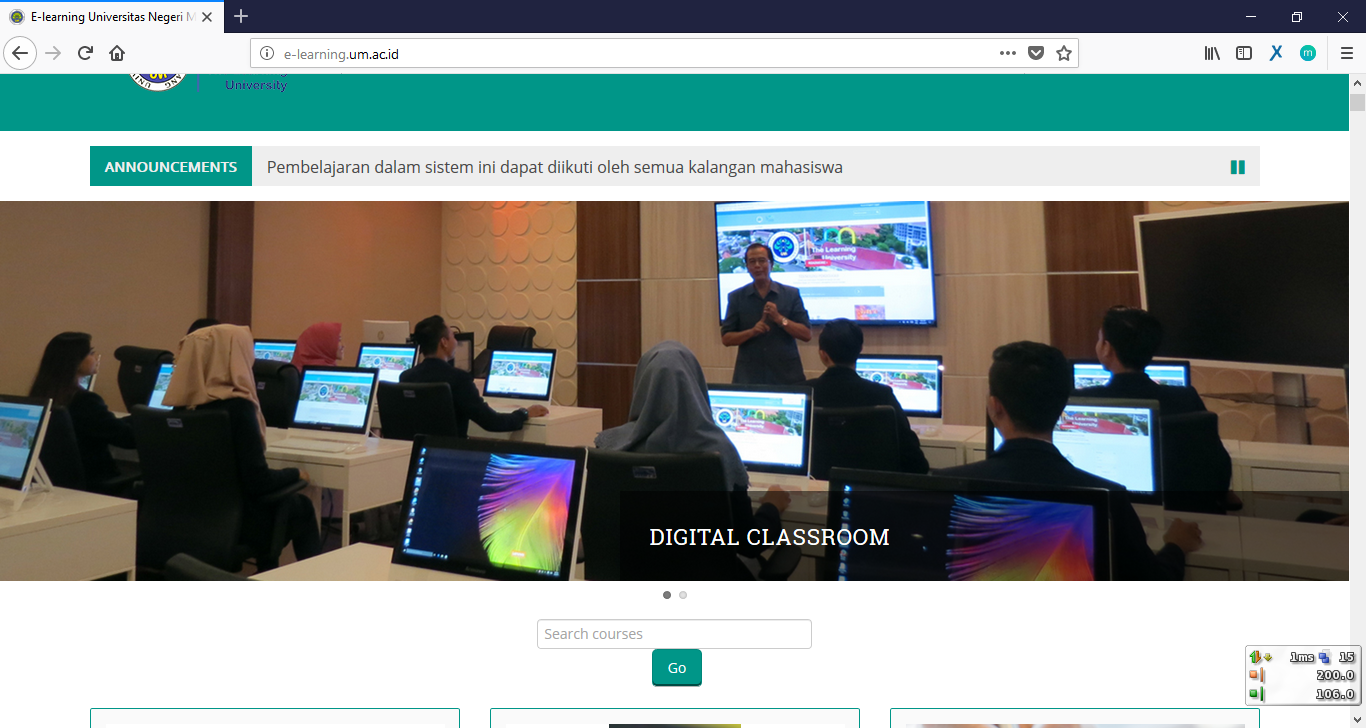 E-learning Universitas Negeri M
e-learning.um.ac.id
m
University
ANNOUNCEMENTS
Pembelajaran dalam sistem ini dapat diikuti oleh semua kalangan mahasiswa
The Learning
University
DIGITAL CLASSROOM
Search courses
Go
1ms 15
200.0
106.0